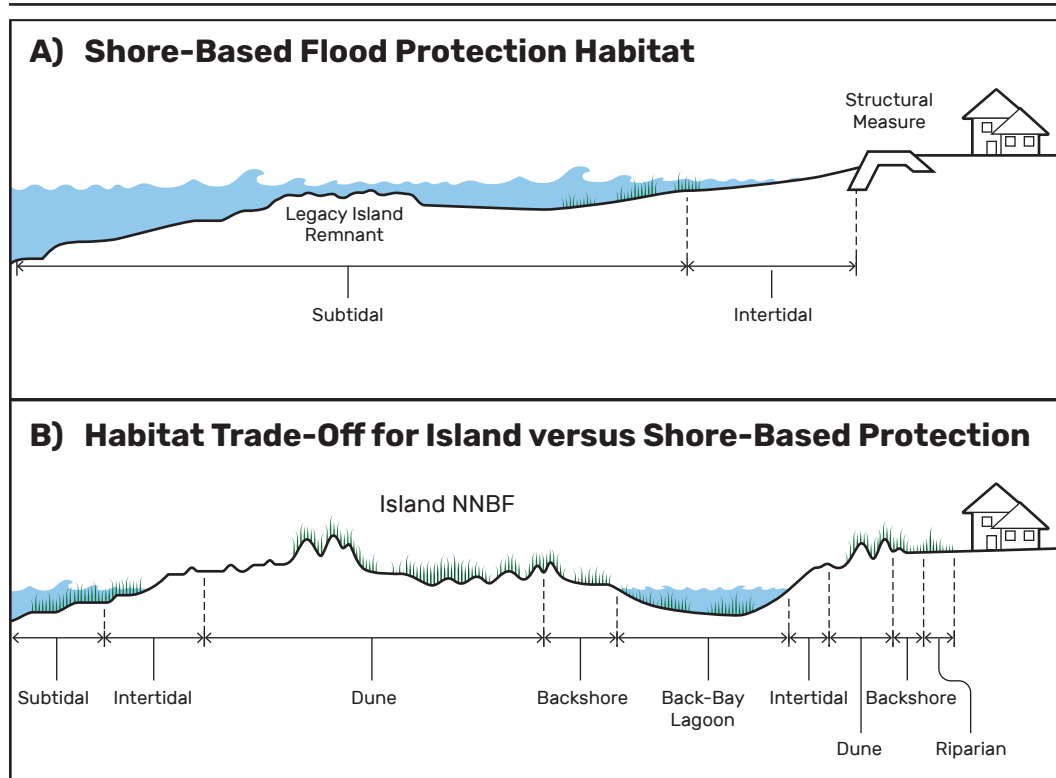 A) Shore-Based Flood Protection Habitat
Structural
Measure
Legacy Island
Remnant
Subtidal
Intertidal
B) Habitat Trade-Off for Island versus Shore-Based Protection
Island NNBF
Subtidal
Intertidal
Dune
Backshore
Back-Bay
Lagoon
Intertidal
Backshore
Dune
Riparian